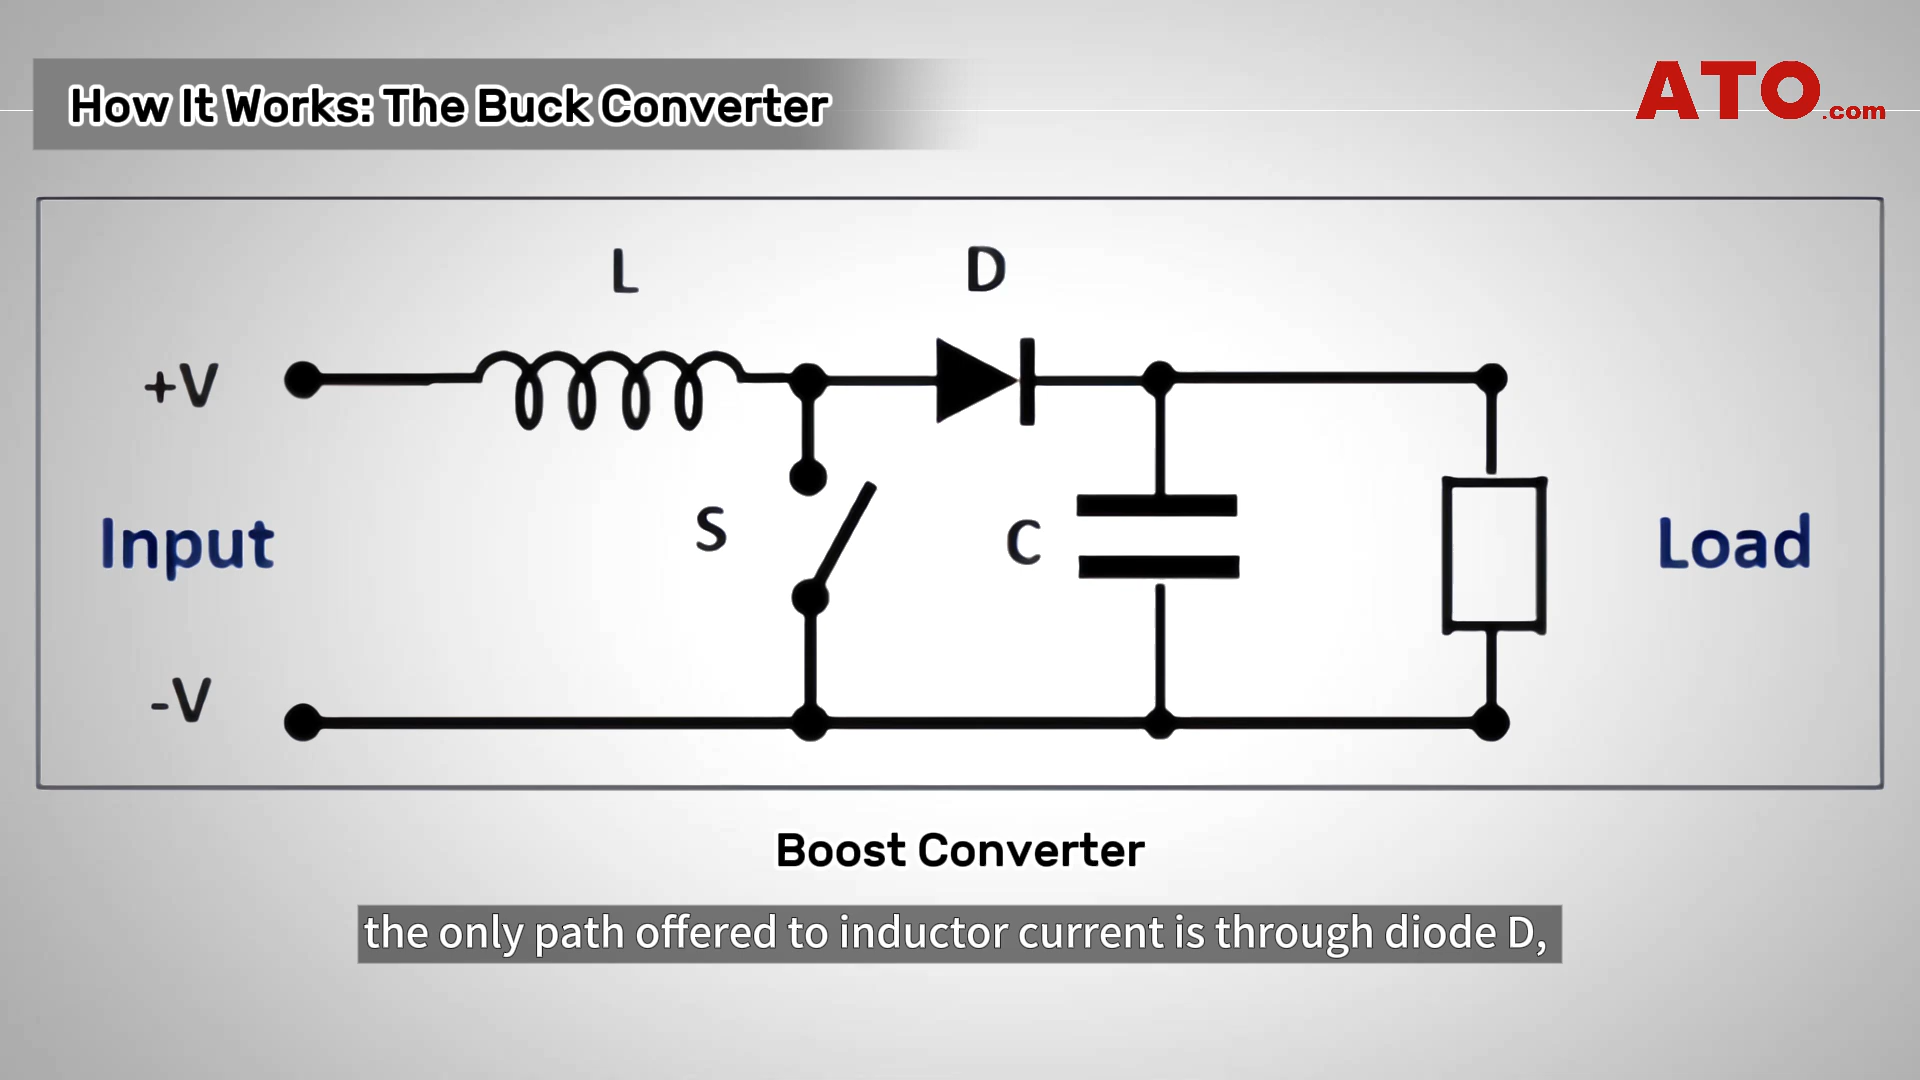 How It Works: The Buck Converter
ATO.com
L
D
+V
S
C
Input
Load
-V
Boost Converter
the only path offered to inductor current is through diode D,